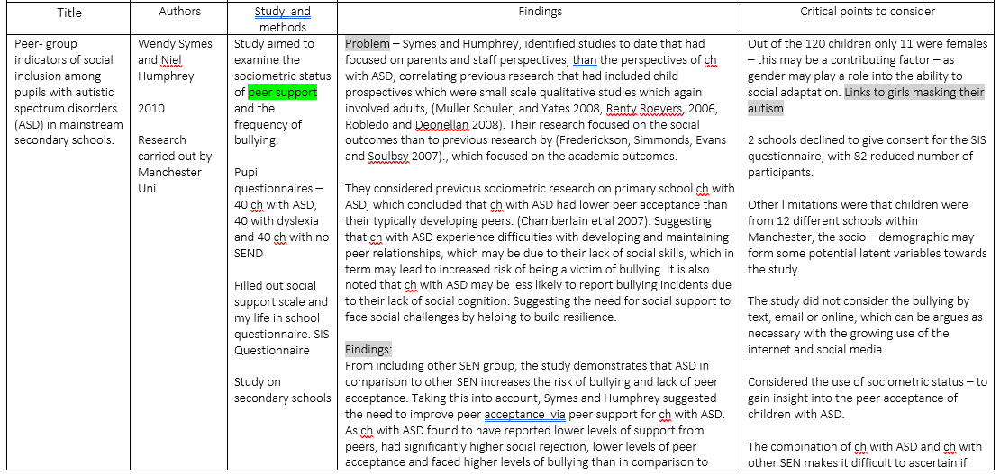 Title
Authors
Study and
methods
Findings
Critical points to consider
Peer- group
indicators of social
inclusion among
pupils with autistic
spectrum disorders
(ASD) in mainstream
secondary schools.
Wendy Symes
and Niel
Humphrey
2010
Research
carried out by
Manchester
Uni
Study aimed to
examine the
sociometric status
of peer support
and the
frequency of
bullying.
Pupil
questionnaires –
40 ch with ASD,
40 with dyslexia
and 40 ch with no
SEND
Filled out social
support scale and
my life in school
questionnaire. SIS
Questionnaire
Study on
secondary schools
Problem – Symes and Humphrey, identified studies to date that had
focused on parents and staff perspectives, than the perspectives of ch
with ASD, correlating previous research that had included child
prospectives which were small scale qualitative studies which again
involved adults, (Muller Schuler, and Yates 2008, Renty Roeyers, 2006,
Robledo and Deonellan 2008). Their research focused on the social
outcomes than to previous research by (Frederickson, Simmonds, Evans
and Soulbsy 2007)., which focused on the academic outcomes.
They considered previous sociometric research on primary school ch with
ASD, which concluded that ch with ASD had lower peer acceptance than
their typically developing peers. (Chamberlain et al 2007). Suggesting
that ch with ASD experience difficulties with developing and maintaining
peer relationships, which may be due to their lack of social skills, which in
term may lead to increased risk of being a victim of bullying. It is also
noted that ch with ASD may be less likely to report bullying incidents due
to their lack of social cognition. Suggesting the need for social support to
face social challenges by helping to build resilience.
Findings:
From including other SEN group, the study demonstrates that ASD in
comparison to other SEN increases the risk of bullying and lack of peer
acceptance. Taking this into account, Symes and Humphrey suggested
the need to improve peer acceptance via peer support for ch with ASD.
As ch with ASD found to have reported lower levels of support from
peers, had significantly higher social rejection, lower levels of peer
acceptance and faced higher levels of bullying than in comparison to
Out of the 120 children only 11 were females
– this may be a contributing factor – as
gender may play a role into the ability to
social adaptation. Links to girls masking their
autism
2 schools declined to give consent for the SIS
questionnaire, with 82 reduced number of
participants.
Other limitations were that children were
from 12 different schools within
Manchester, the socio – demographic may
form some potential latent variables towards
the study.
The study did not consider the bullying by
text, email or online, which can be argues as
necessary with the growing use of the
internet and social media.
Considered the use of sociometric status – to
gain insight into the peer acceptance of
children with ASD.
The combination of ch with ASD and ch with
other SEN makes it difficult to ascertain if